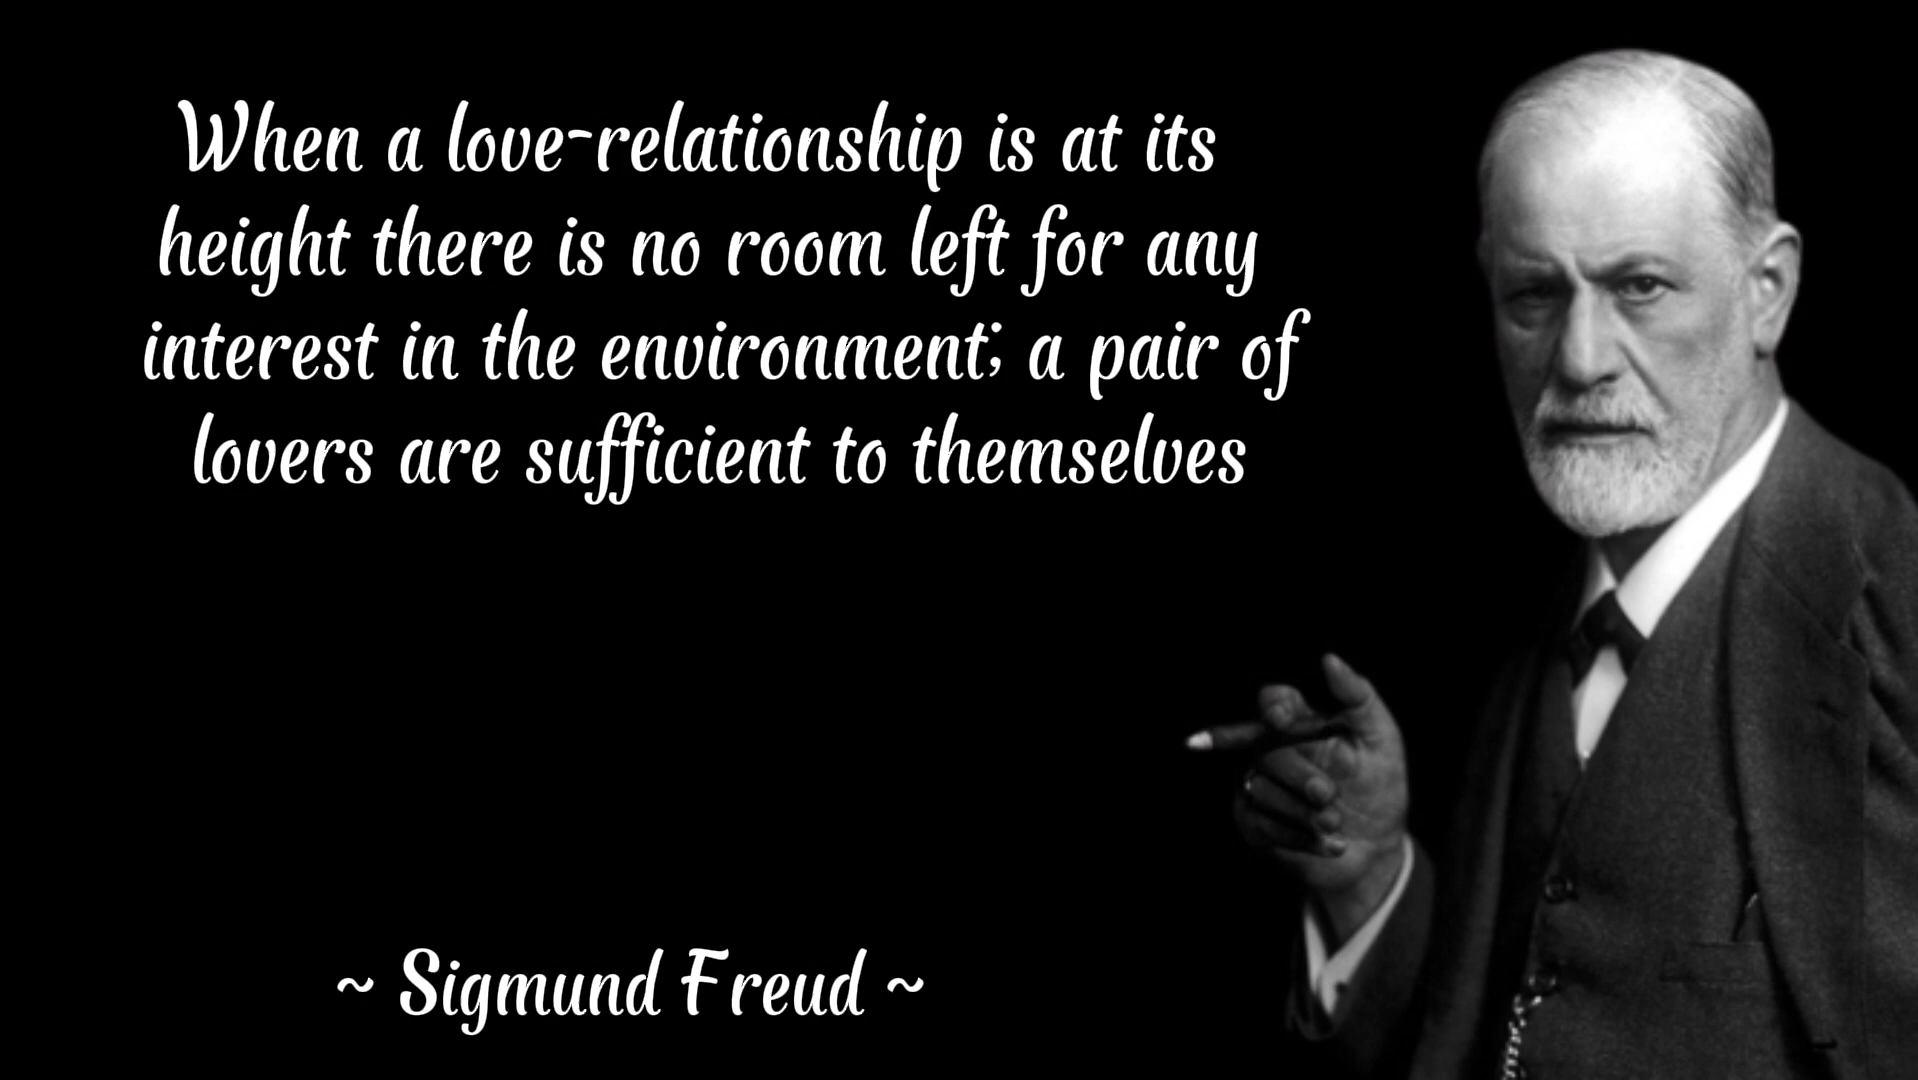 When a love-relationship is at its
height there is no room left for any
interest in the environment; a pair of
lovers are sufficient to themselves
~ Sigmund Freud ~